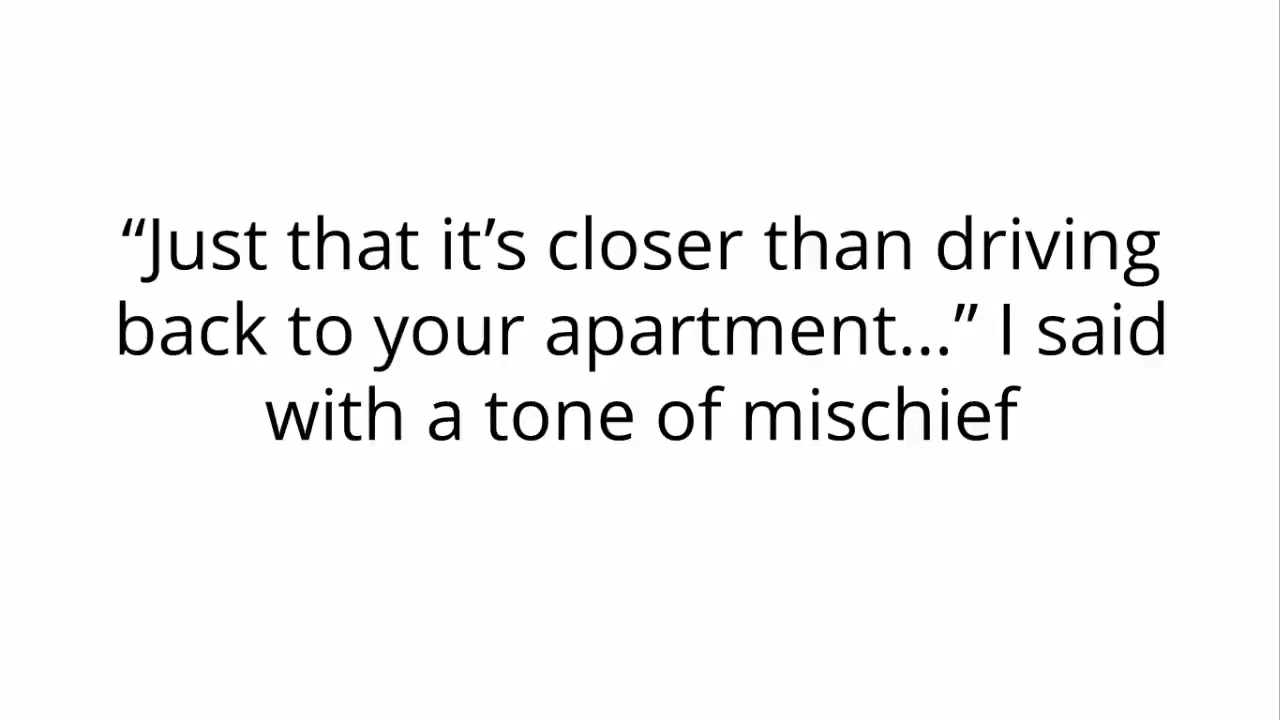 “Just that it’s closer than driving
back to your apartment...” I said
with a tone of mischief